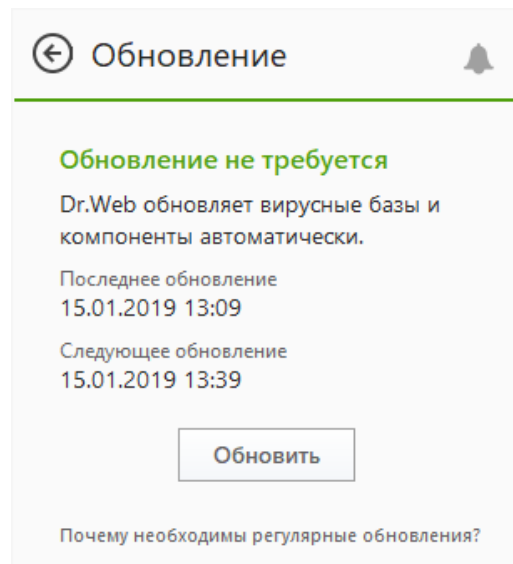 Обновление
Обновление не требуется
Dr.Web обновляет вирусные базы и
компоненты автоматически.
Последнее обновление
15.01.2019 13:09
Следующее обновление
15.01.2019 13:39
Обновить
Почему необходимы регулярные обновления?